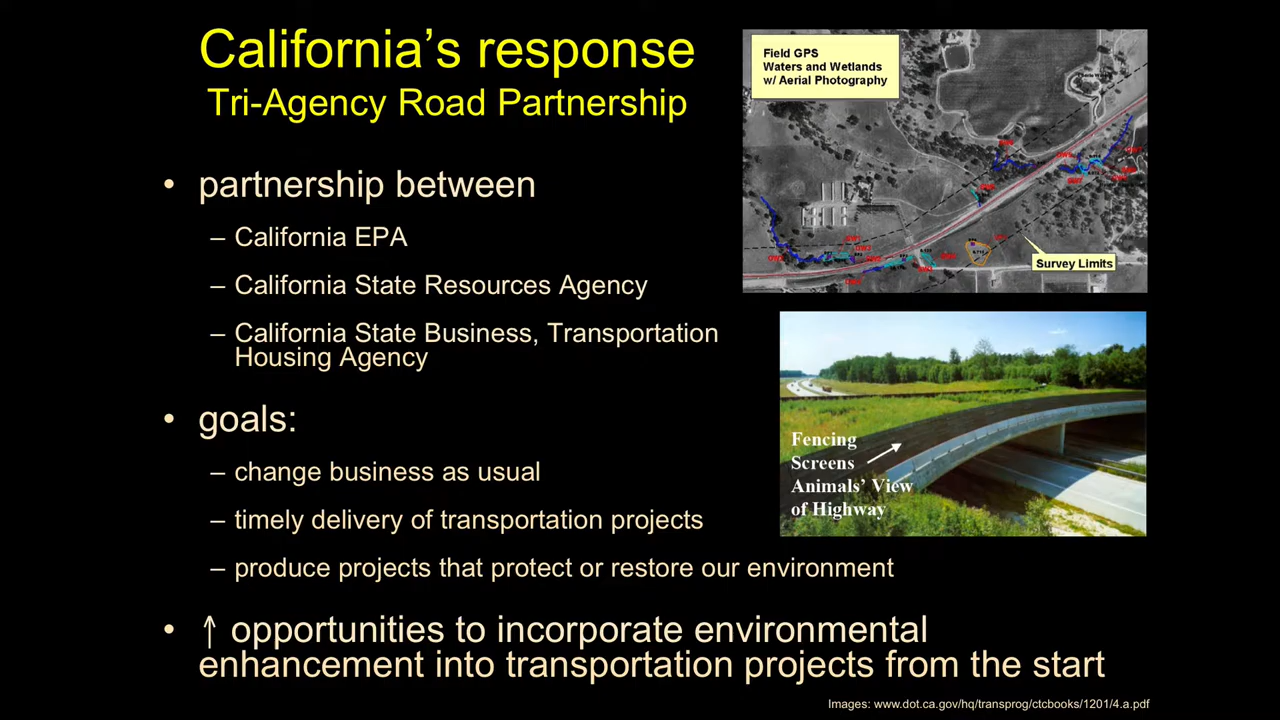 California’s response
Tri-Agency Road Partnership
• partnership between
– California EPA
– California State Resources Agency
– California State Business, Transportation
Housing Agency
• goals:
– change business as usual
– timely delivery of transportation projects
– produce projects that protect or restore our environment
• ↑ opportunities to incorporate environmental
enhancement into transportation projects from the start
Field GPS
Waters and Wetlands
w/ Aerial Photography
Survey Limits
Fencing
Screens
Animals’ View
of Highway
Images: www.dot.ca.gov/hq/transprog/ctcbooks/1201/4.a.pdf